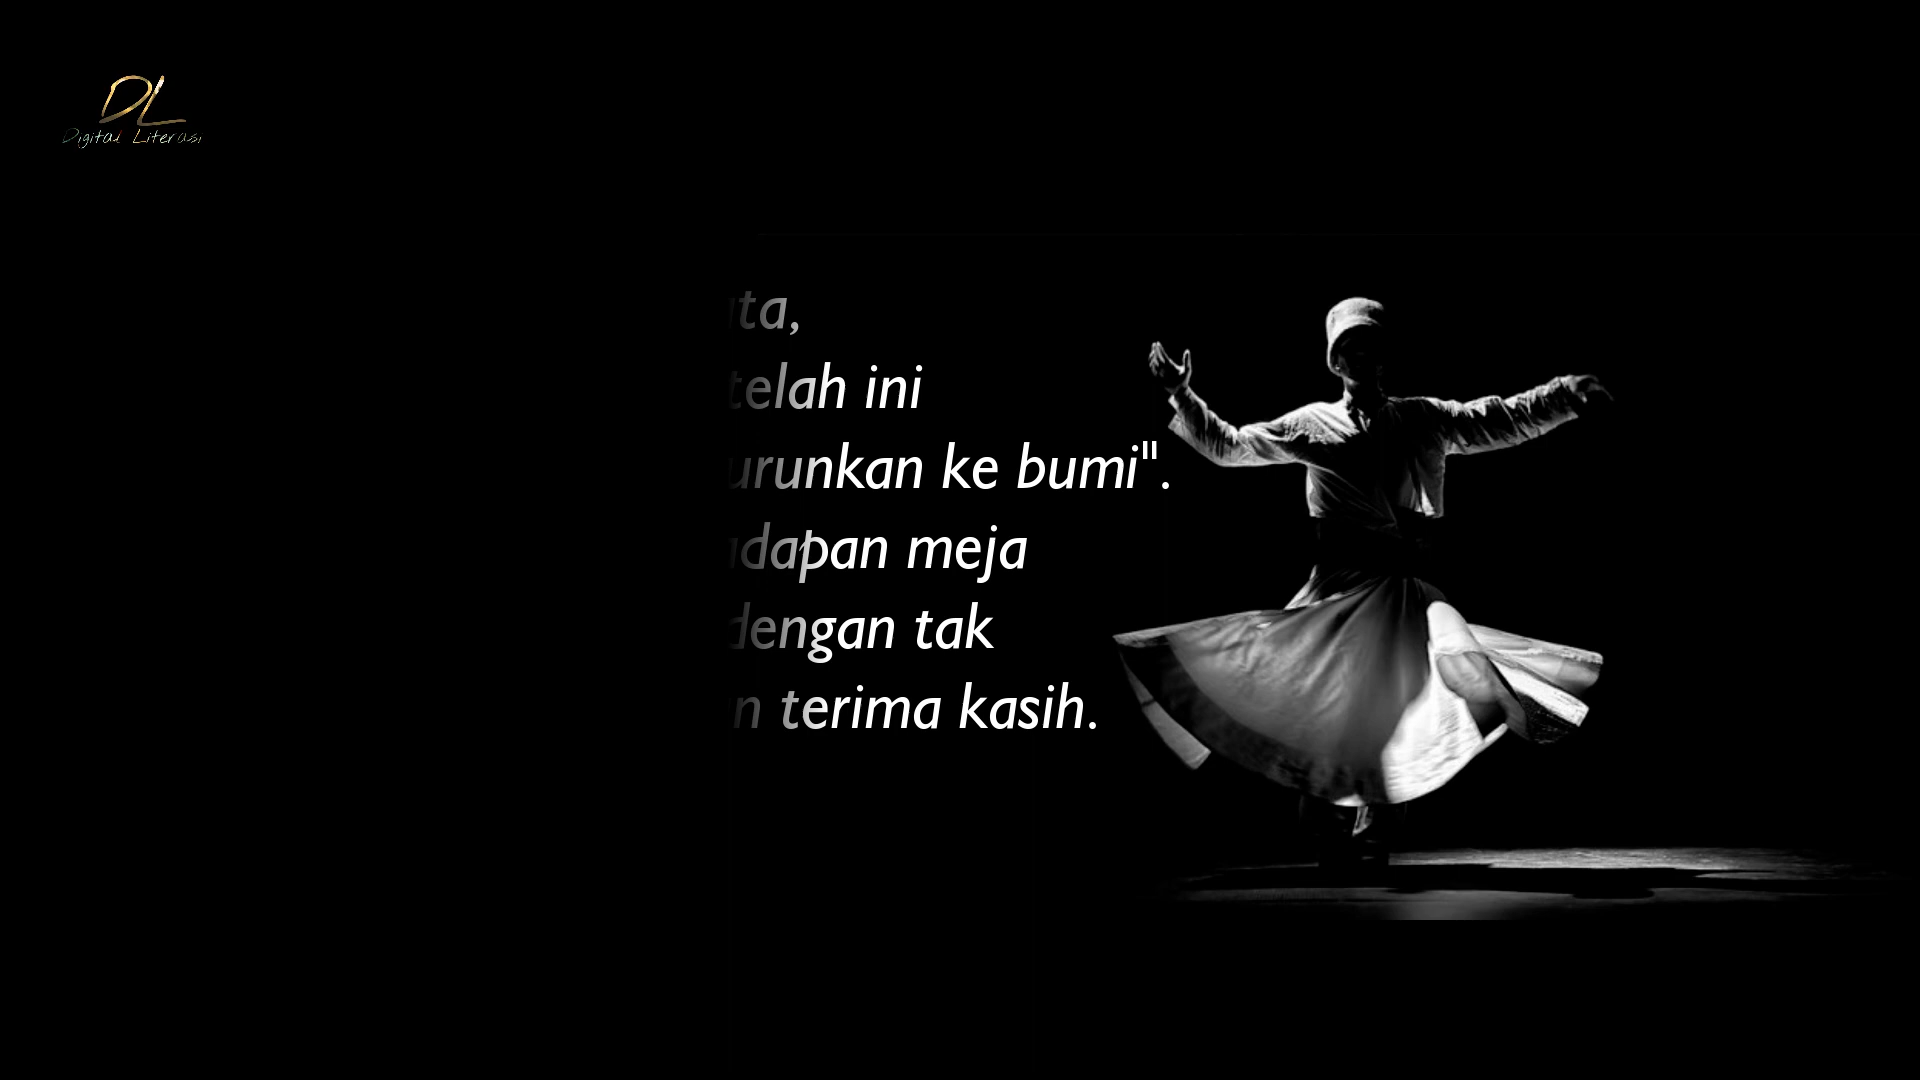 DL
Digital Literasi
ta,
telah ini
urunkan ke bumi".
dapan meja
dengan tak
n terima kasih.